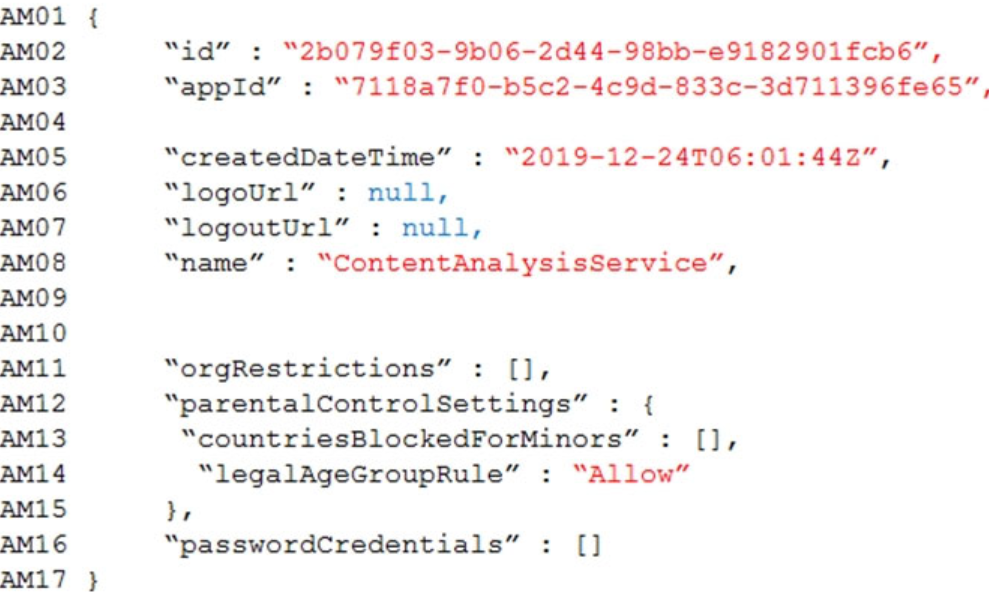 AM01 {
AM02 “id” : “2b079f03-9b06-2d44-98bb-e9182901fcb6”,
AM03 “appId” : “7118a7f0-b5c2-4c9d-833c-3d711396fe65”,
AM04
AM05 “createdDateTime” : “2019-12-24T06:01:44Z”,
AM06 “logoUrl” : null,
AM07 “logoutUrl” : null,
AM08 “name” : “ContentAnalysisService”,
AM09
AM10
AM11 “orgRestrictions” : [],
AM12 “parentalControlSettings” : {
AM13 “countriesBlockedForMinors” : [],
AM14 “legalAgeGroupRule” : “Allow”
AM15 },
AM16 “passwordCredentials” : []
AM17 }